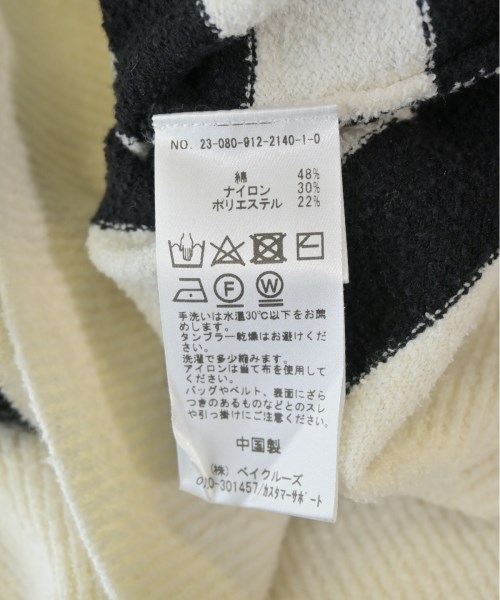 NO. 23-080-912-2140-1-0
綿 48%
ナイロン 30%
ポリエステル 22%
F W
手洗いは水温30℃以下をお薦
めします。
タンブラー乾燥はお避けくださ
い。
洗濯で多少縮みます。
アイロンは当て布を使用して
ください。
バッグやベルト、表面にざら
つきのあるものなどとのスレ
や引っ掛けにご注意ください。
中国製
(株) ベイクルーズ
-301457/カスタマーサポート